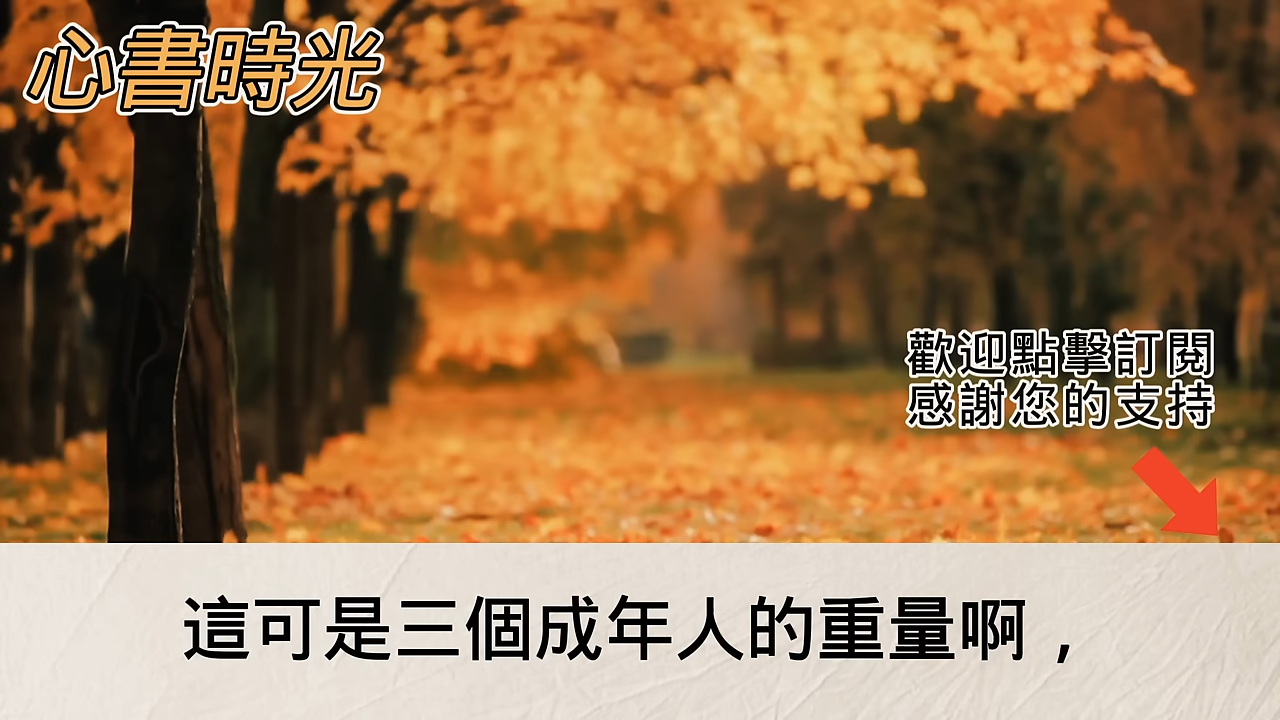 心書時光
歡迎點擊訂閱
感謝您的支持
這可是三個成年人的重量啊，